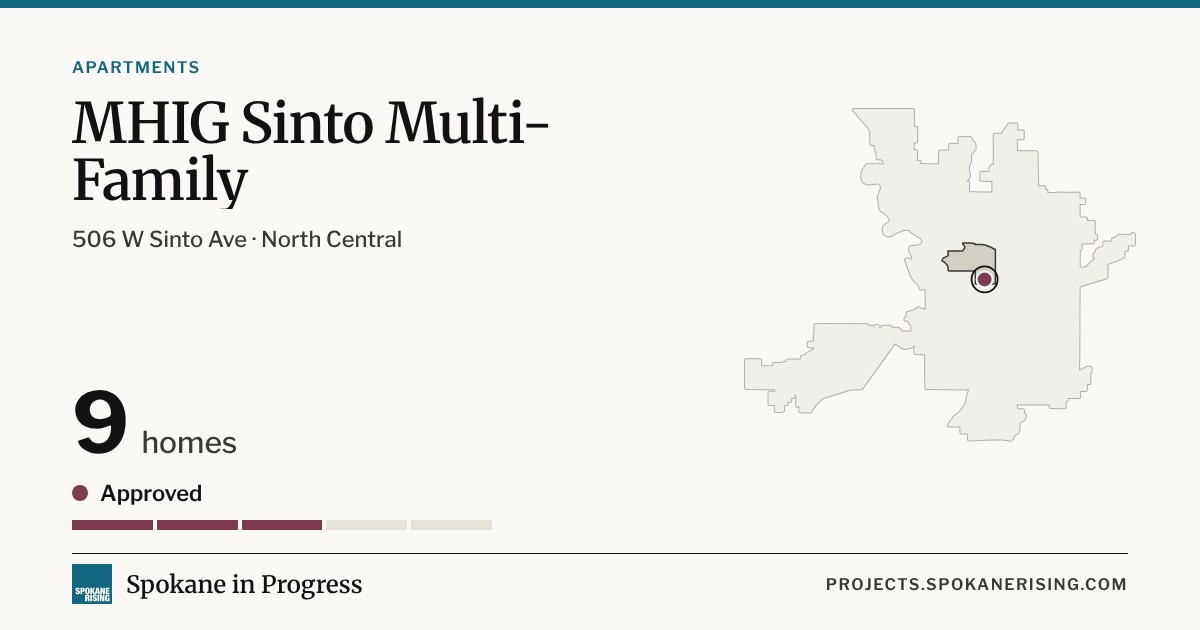 APARTMENTS
MHIG Sinto Multi-
Family
506 W Sinto Ave · North Central
9 homes
Approved
SPOKANE
RISING
Spokane in Progress
PROJECTS.SPOKANERISING.COM